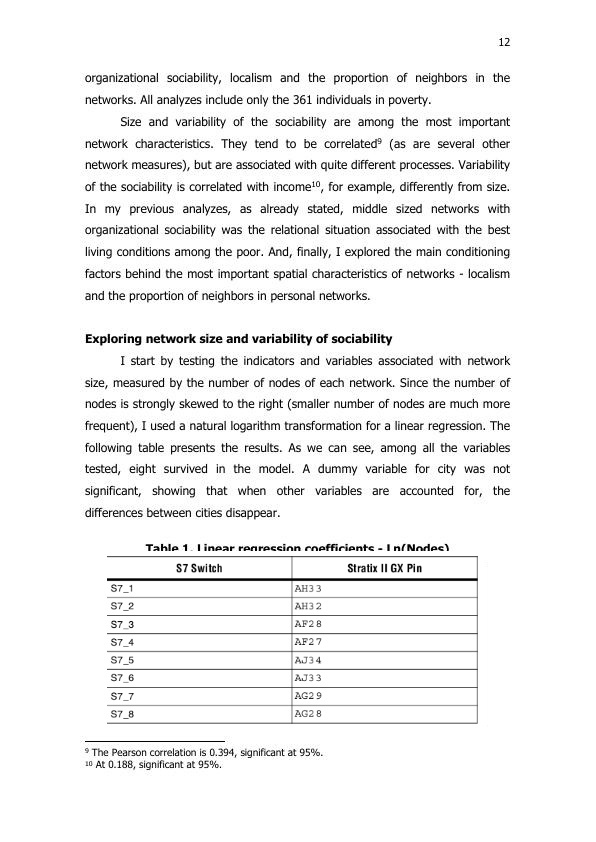 12
organizational sociability, localism and the proportion of neighbors in the
networks. All analyzes include only the 361 individuals in poverty.
Size and variability of the sociability are among the most important
network characteristics. They tend to be correlated⁹ (as are several other
network measures), but are associated with quite different processes. Variability
of the sociability is correlated with income¹⁰, for example, differently from size.
In my previous analyzes, as already stated, middle sized networks with
organizational sociability was the relational situation associated with the best
living conditions among the poor. And, finally, I explored the main conditioning
factors behind the most important spatial characteristics of networks - localism
and the proportion of neighbors in personal networks.
Exploring network size and variability of sociability
I start by testing the indicators and variables associated with network
size, measured by the number of nodes of each network. Since the number of
nodes is strongly skewed to the right (smaller number of nodes are much more
frequent), I used a natural logarithm transformation for a linear regression. The
following table presents the results. As we can see, among all the variables
tested, eight survived in the model. A dummy variable for city was not
significant, showing that when other variables are accounted for, the
differences between cities disappear.
Table 1. Linear regression coefficients - Ln(Nodes)
S7 Switch Stratix II GX Pin
S7_1 AH33
S7_2 AH32
S7_3 AF28
S7_4 AF27
S7_5 AJ34
S7_6 AJ33
S7_7 AG29
S7_8 AG28
⁹ The Pearson correlation is 0.394, significant at 95%.
¹⁰ At 0.188, significant at 95%.